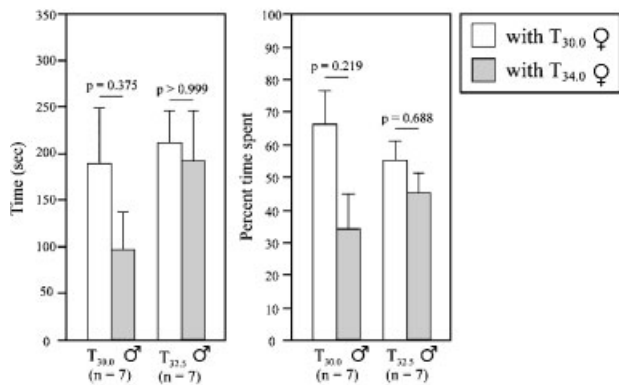 350
300
250
200
150
100
50
0
Time (sec)
p = 0.375
p > 0.999
T30.0 ♂
(n = 7)
T32.5 ♂
(n = 7)
100
90
80
70
60
50
40
30
20
10
0
Percent time spent
p = 0.219
p = 0.688
T30.0 ♂
(n = 7)
T32.5 ♂
(n = 7)
with T30.0 ♀
with T34.0 ♀